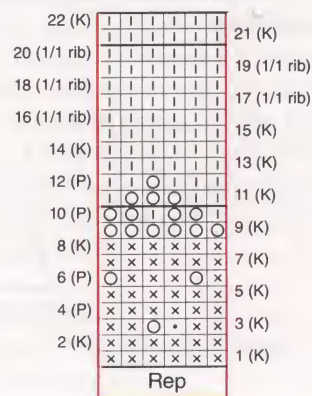 22 (K)
21 (K)
20 (1/1 rib)
19 (1/1 rib)
18 (1/1 rib)
17 (1/1 rib)
16 (1/1 rib)
15 (K)
14 (K)
13 (K)
12 (P)
11 (K)
10 (P)
9 (K)
8 (K)
7 (K)
6 (P)
5 (K)
4 (P)
3 (K)
2 (K)
1 (K)
Rep